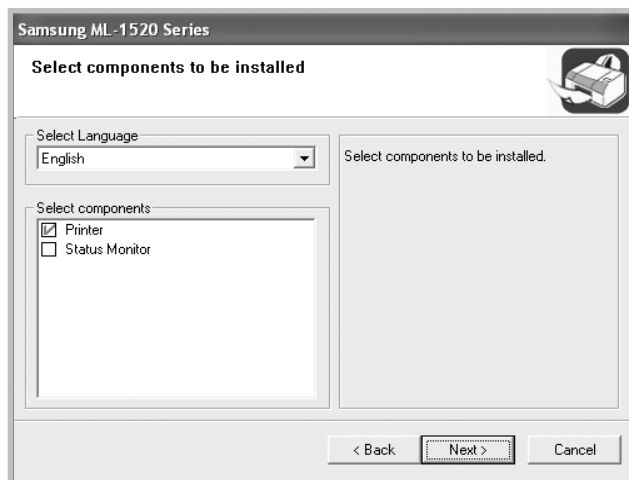 Samsung ML-1520 Series
Select components to be installed
Select Language
English
Select components to be installed.
Select components
Printer
Status Monitor
< Back
Next >
Cancel